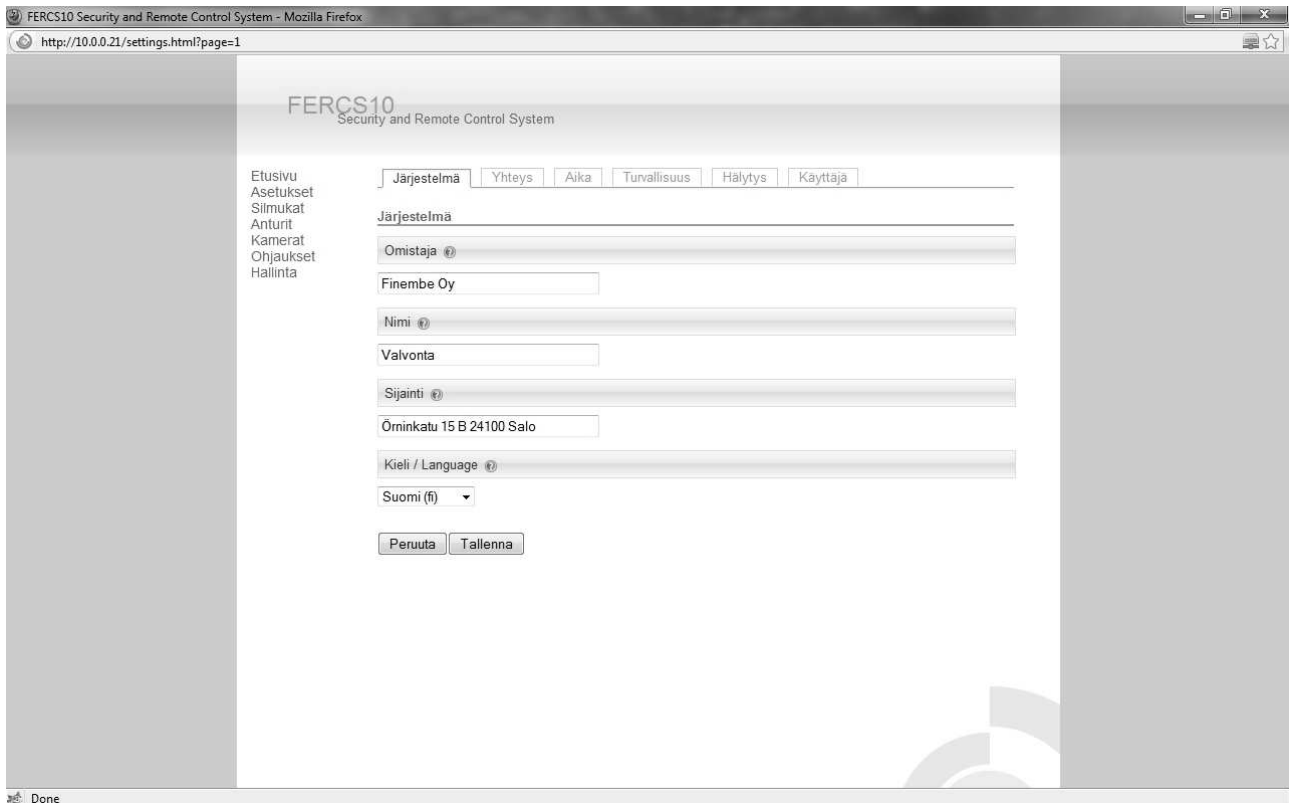 FERCS10 Security and Remote Control System - Mozilla Firefox
http://10.0.0.21/settings.html?page=1
FERCS10
Security and Remote Control System
Etusivu
Asetukset
Silmukat
Anturit
Kamerat
Ohjaukset
Hallinta
Järjestelmä Yhteys Aika Turvallisuus Hälytys Käyttäjä
Järjestelmä
Omistaja
Finembe Oy
Nimi
Valvonta
Sijainti
Örninkatu 15 B 24100 Salo
Kieli / Language
Suomi (fi)
Peruuta Tallenna
Done